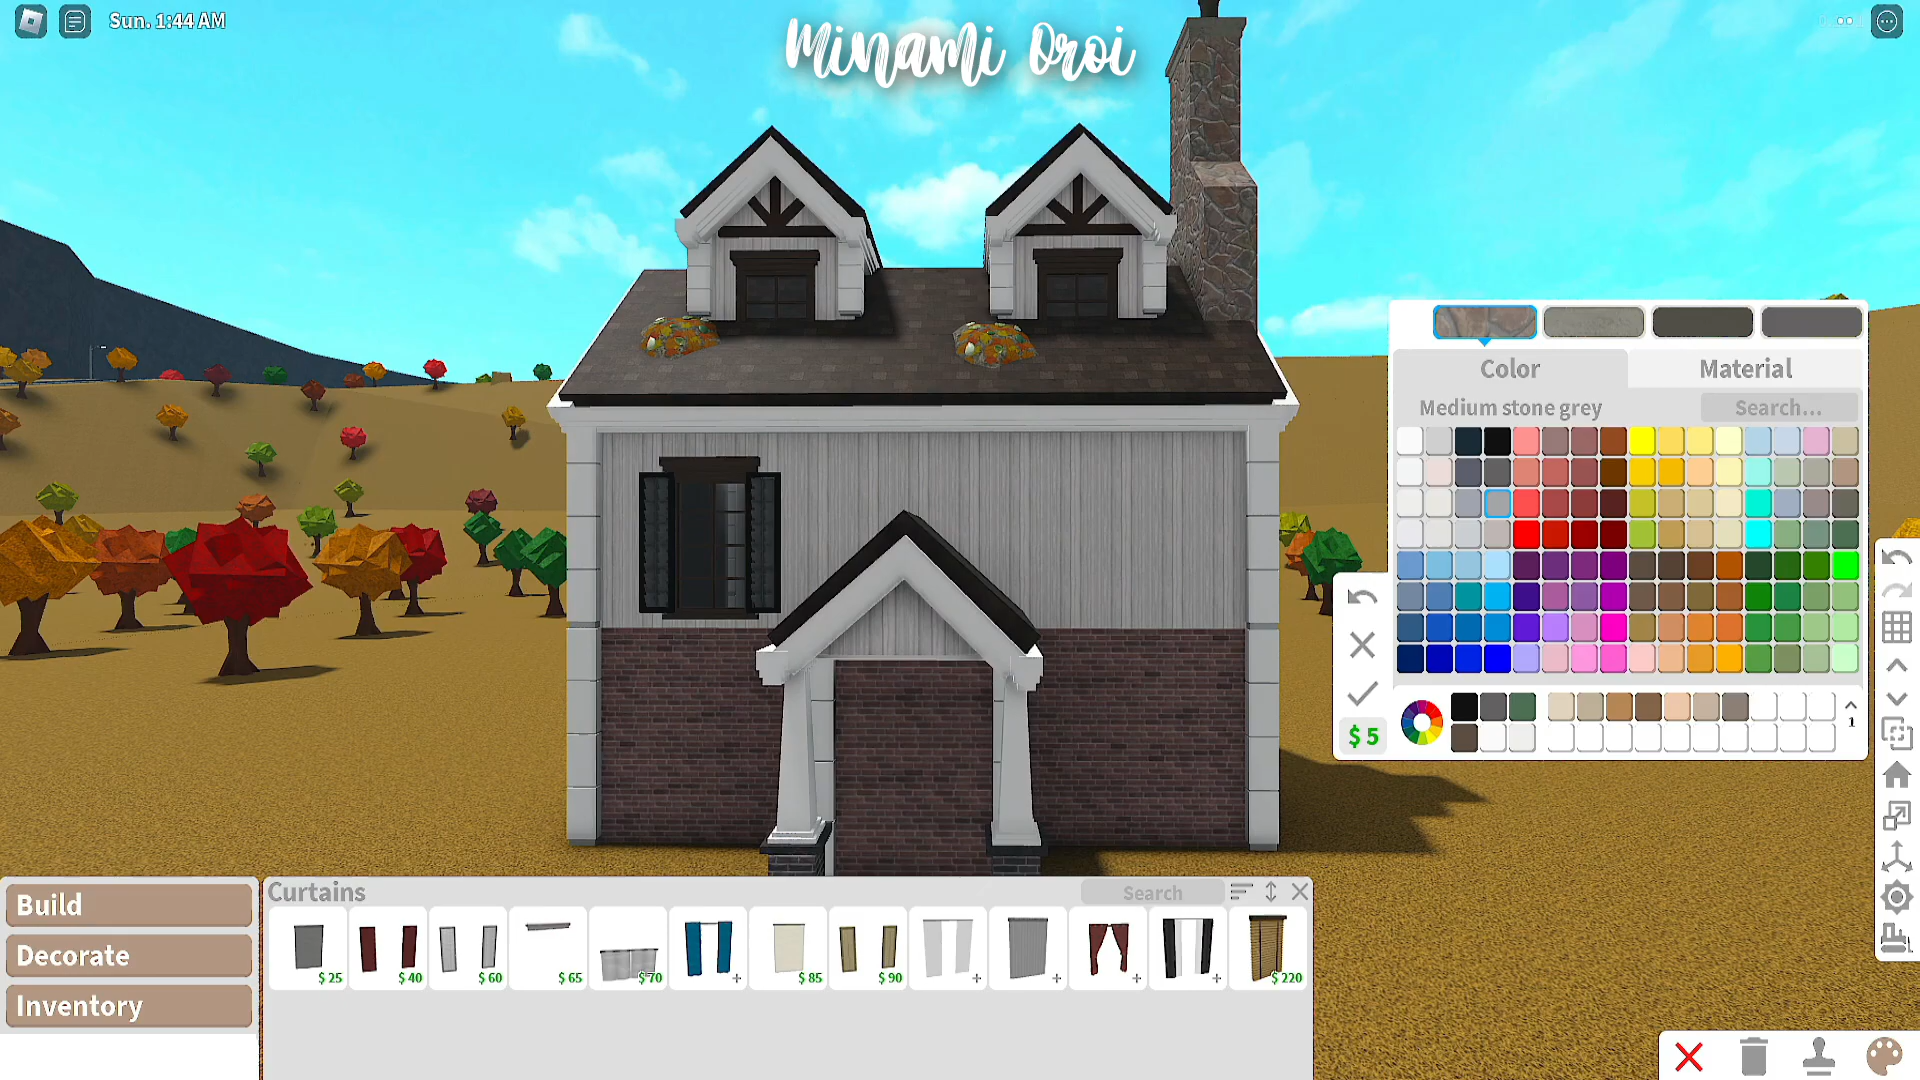 Sun. 1:44 AM
Minami Oroi
Color
Material
Medium stone grey
Search...
$ 5
1
Build
Decorate
Inventory
Curtains
Search
$ 25
$ 40
$ 60
$ 65
$ 70
+
$ 85
$ 90
+
+
+
+
$ 220